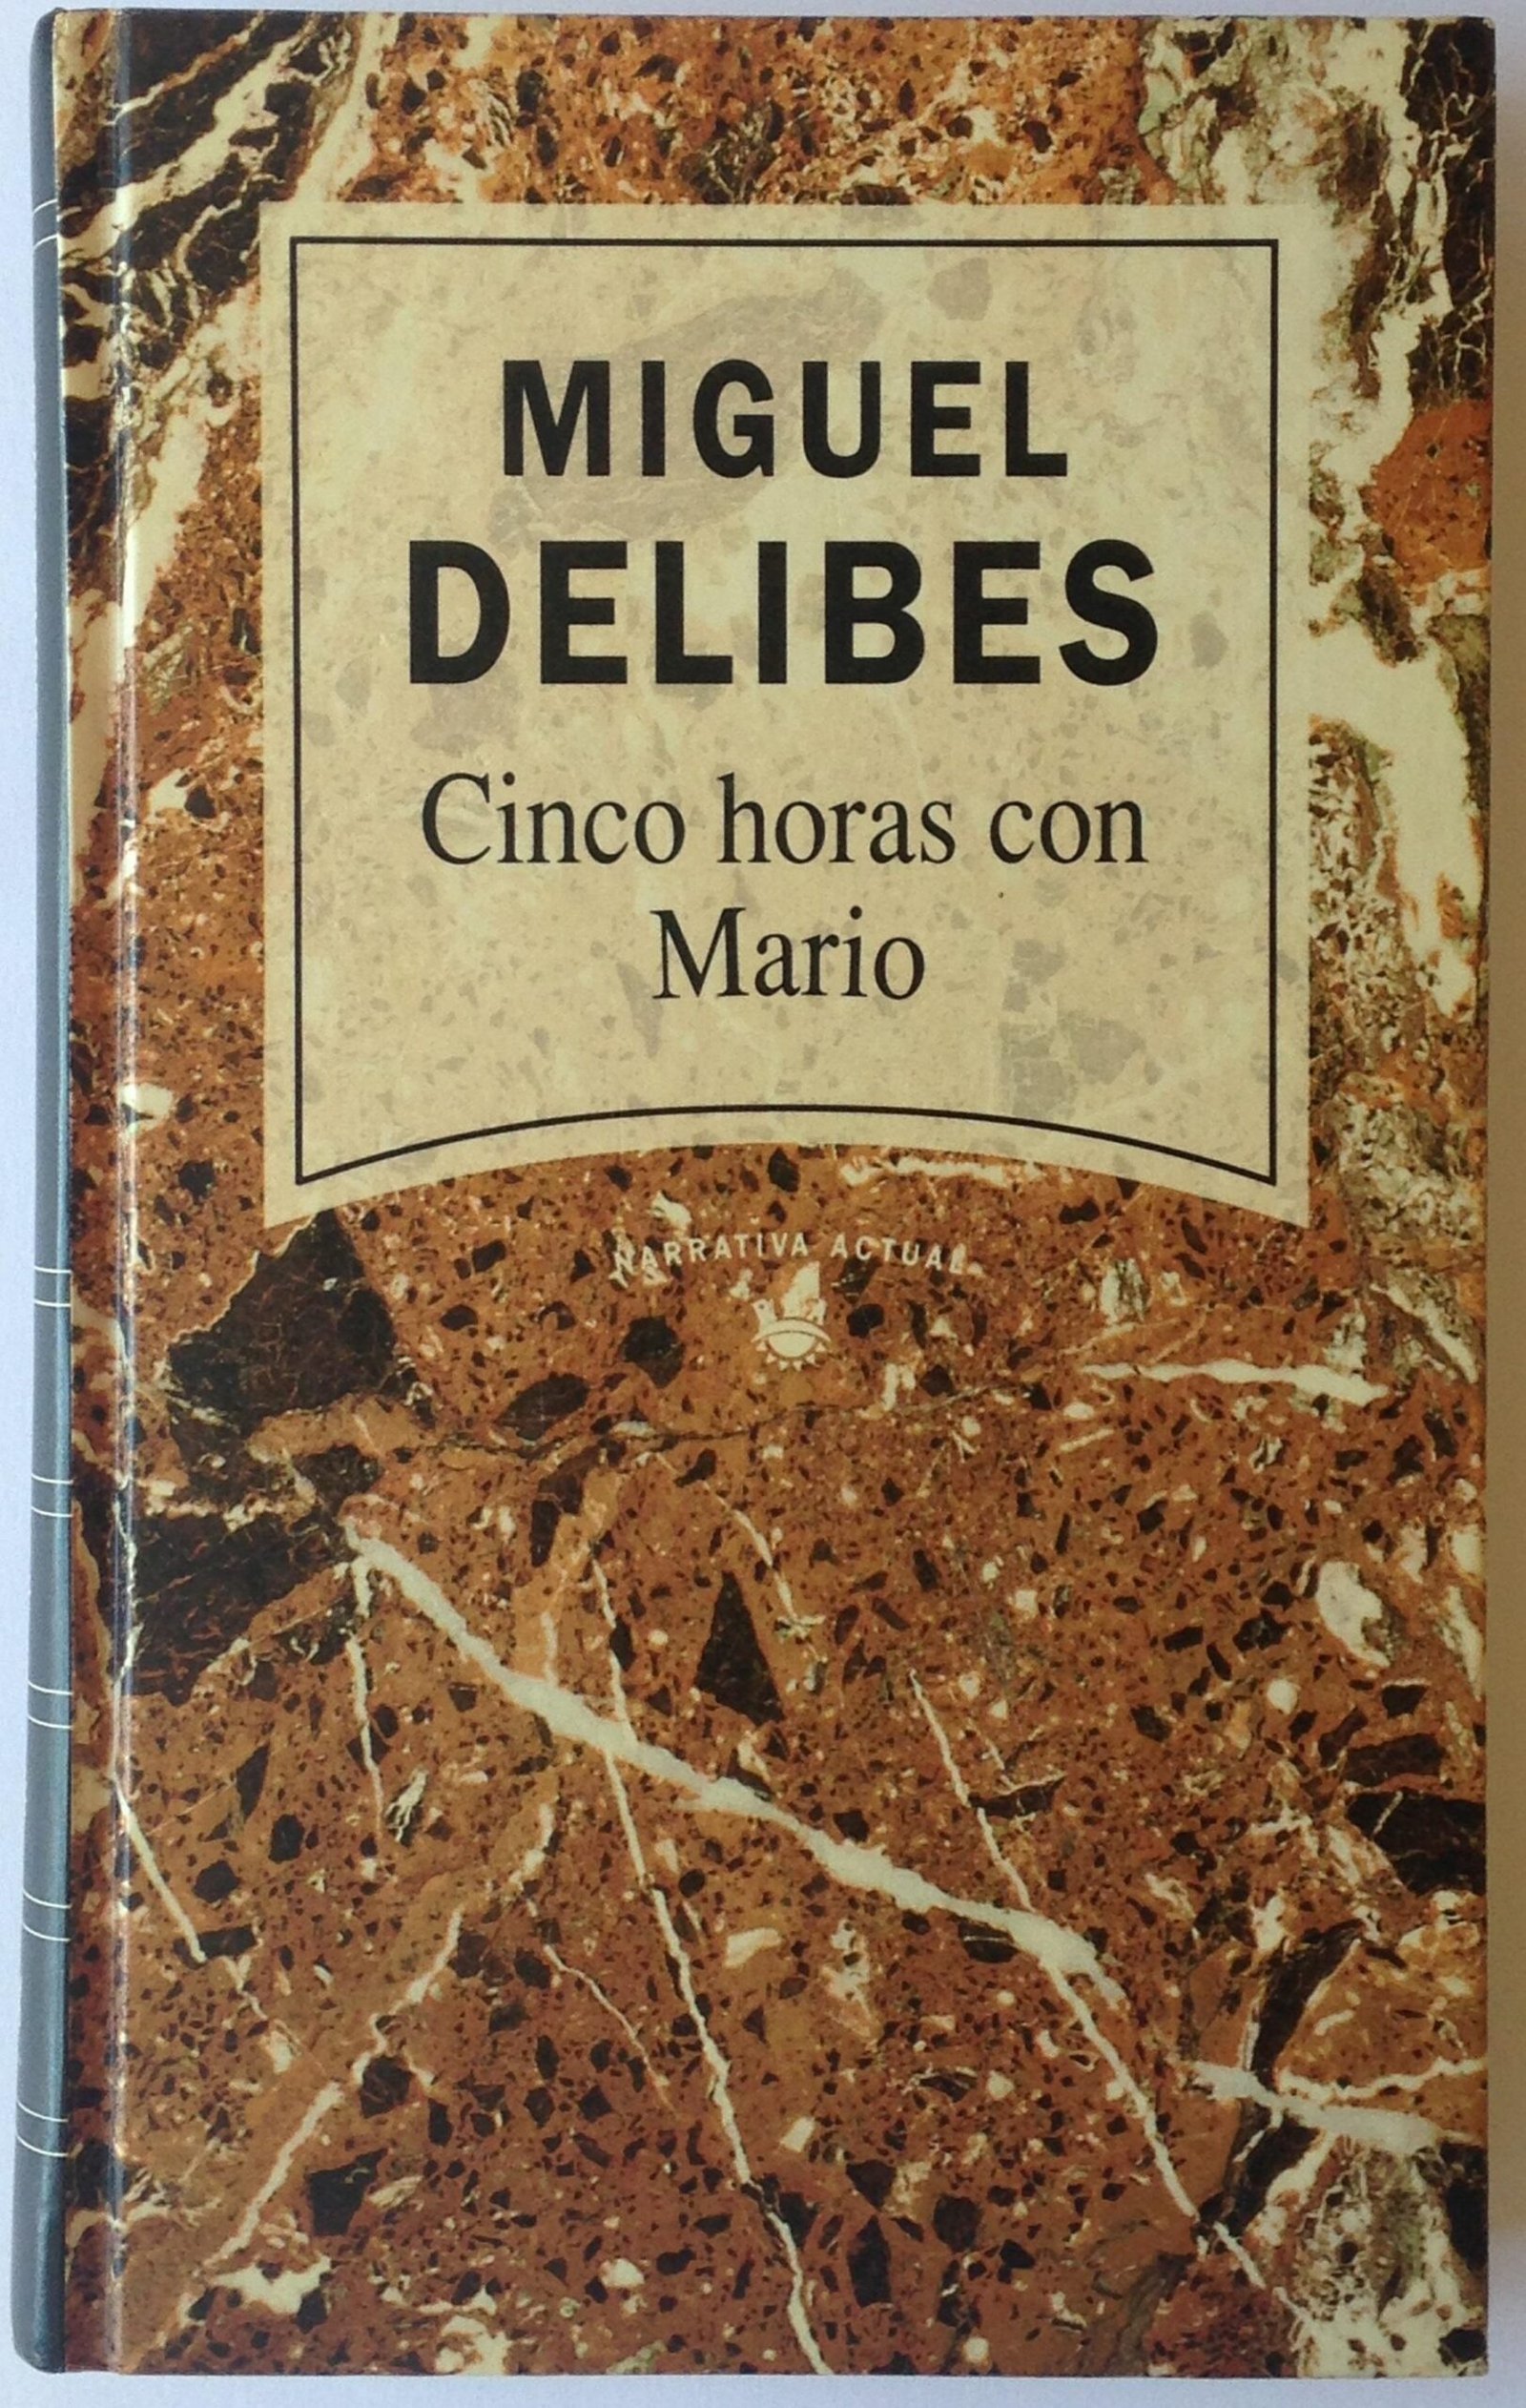 MIGUEL
DELIBES
Cinco horas con
Mario
NARRATIVA ACTUAL